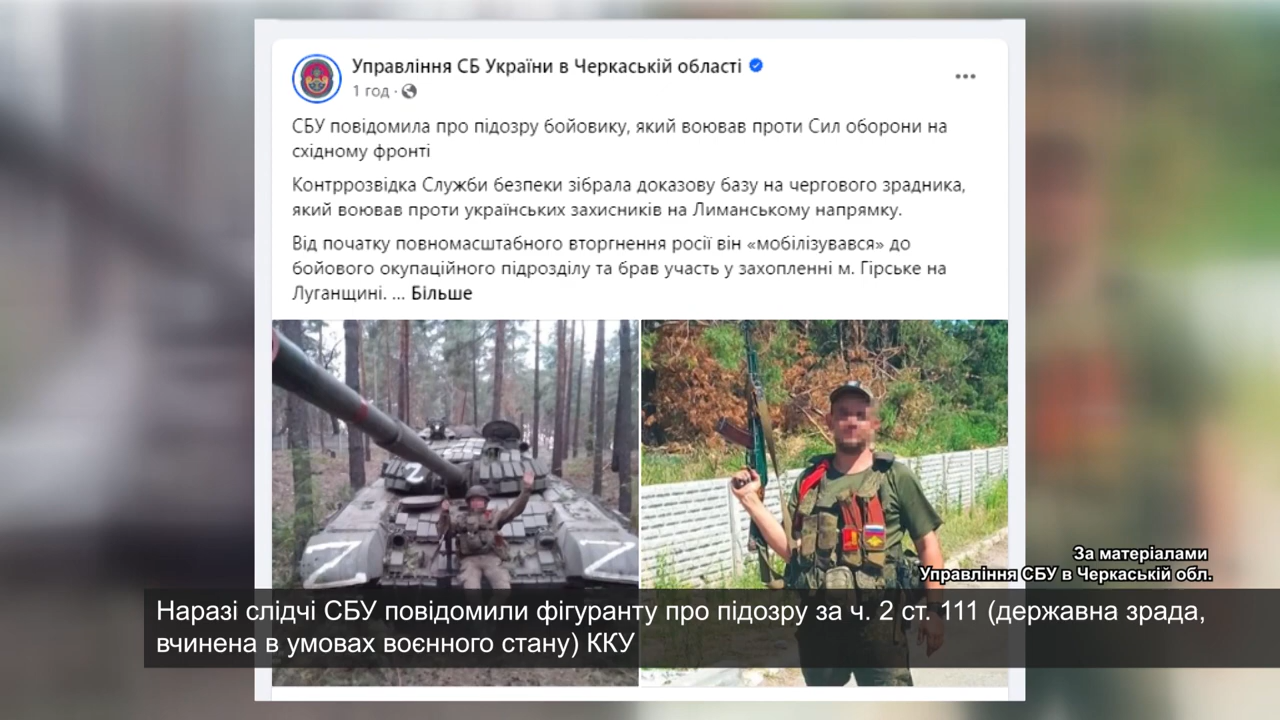 Управління СБ України в Черкаській області
1 год ·
СБУ повідомила про підозру бойовику, який воював проти Сил оборони на
східному фронті
Контррозвідка Служби безпеки зібрала доказову базу на чергового зрадника,
який воював проти українських захисників на Лиманському напрямку.
Від початку повномасштабного вторгнення росії він «мобілізувався» до
бойового окупаційного підрозділу та брав участь у захопленні м. Гірське на
Луганщині. ... Більше
Z
Z
Z
За матеріалами
Управління СБУ в Черкаській обл.
Наразі слідчі СБУ повідомили фігуранту про підозру за ч. 2 ст. 111 (державна зрада,
вчинена в умовах воєнного стану) ККУ